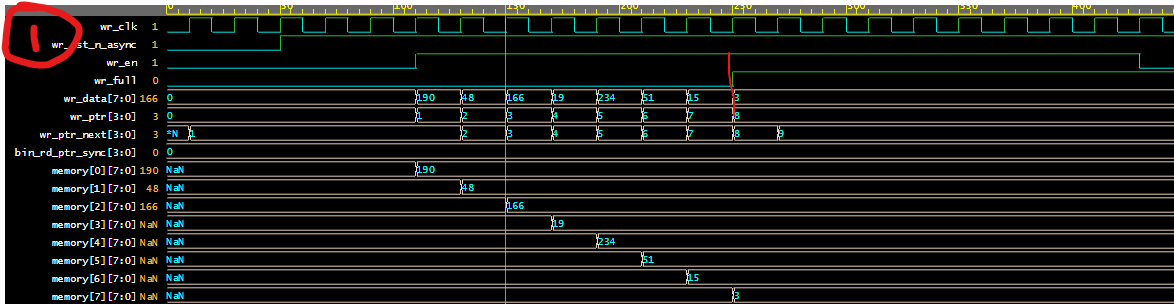 1
0 50 100 150 200 250 300 350 400
wr_clk 1
wr_rst_n_async 1
wr_en 1
wr_full 0
wr_data[7:0] 166 0 190 48 166 19 234 51 15 3
wr_ptr[3:0] 3 0 1 2 3 4 5 6 7 8
wr_ptr_next[3:0] 3 *N 1 2 3 4 5 6 7 8 9
bin_rd_ptr_sync[3:0] 0 0
memory[0][7:0] 190 NaN 190
memory[1][7:0] 48 NaN 48
memory[2][7:0] 166 NaN 166
memory[3][7:0] NaN NaN 19
memory[4][7:0] NaN NaN 234
memory[5][7:0] NaN NaN 51
memory[6][7:0] NaN NaN 15
memory[7][7:0] NaN NaN 3